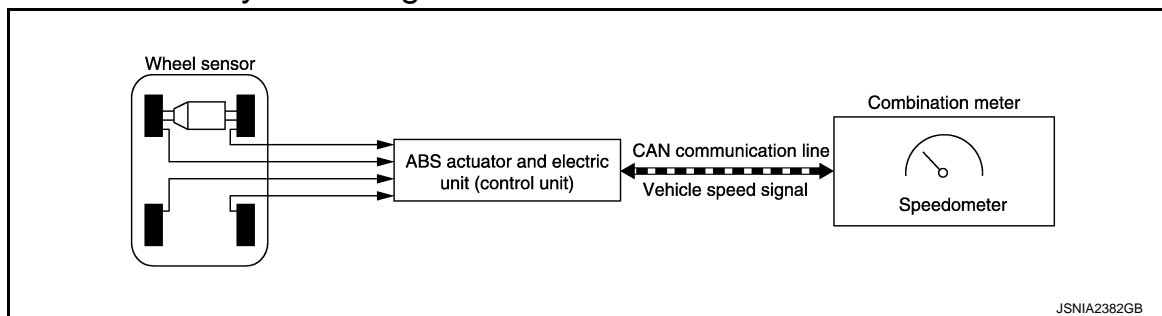 Wheel sensor
ABS actuator and electric
unit (control unit)
CAN communication line
Vehicle speed signal
Combination meter
Speedometer
JSNIA2382GB